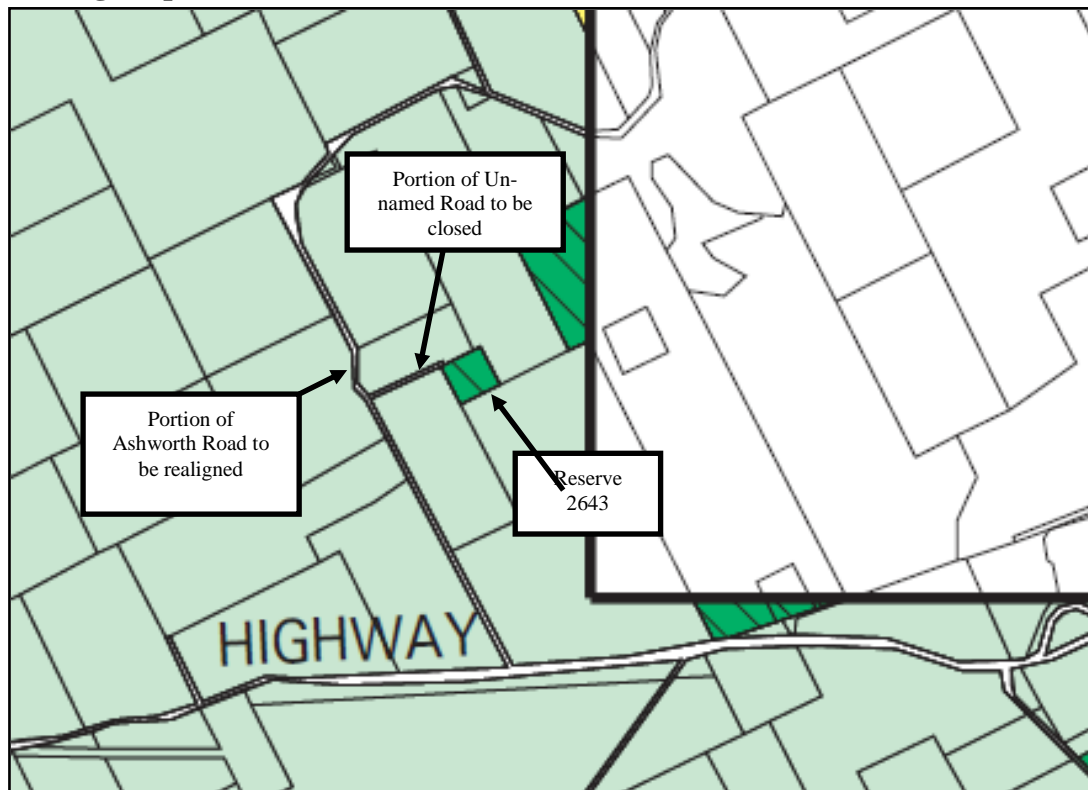 Portion of Un-
named Road to be
closed
Portion of
Ashworth Road to
be realigned
Reserve
2643
HIGHWAY